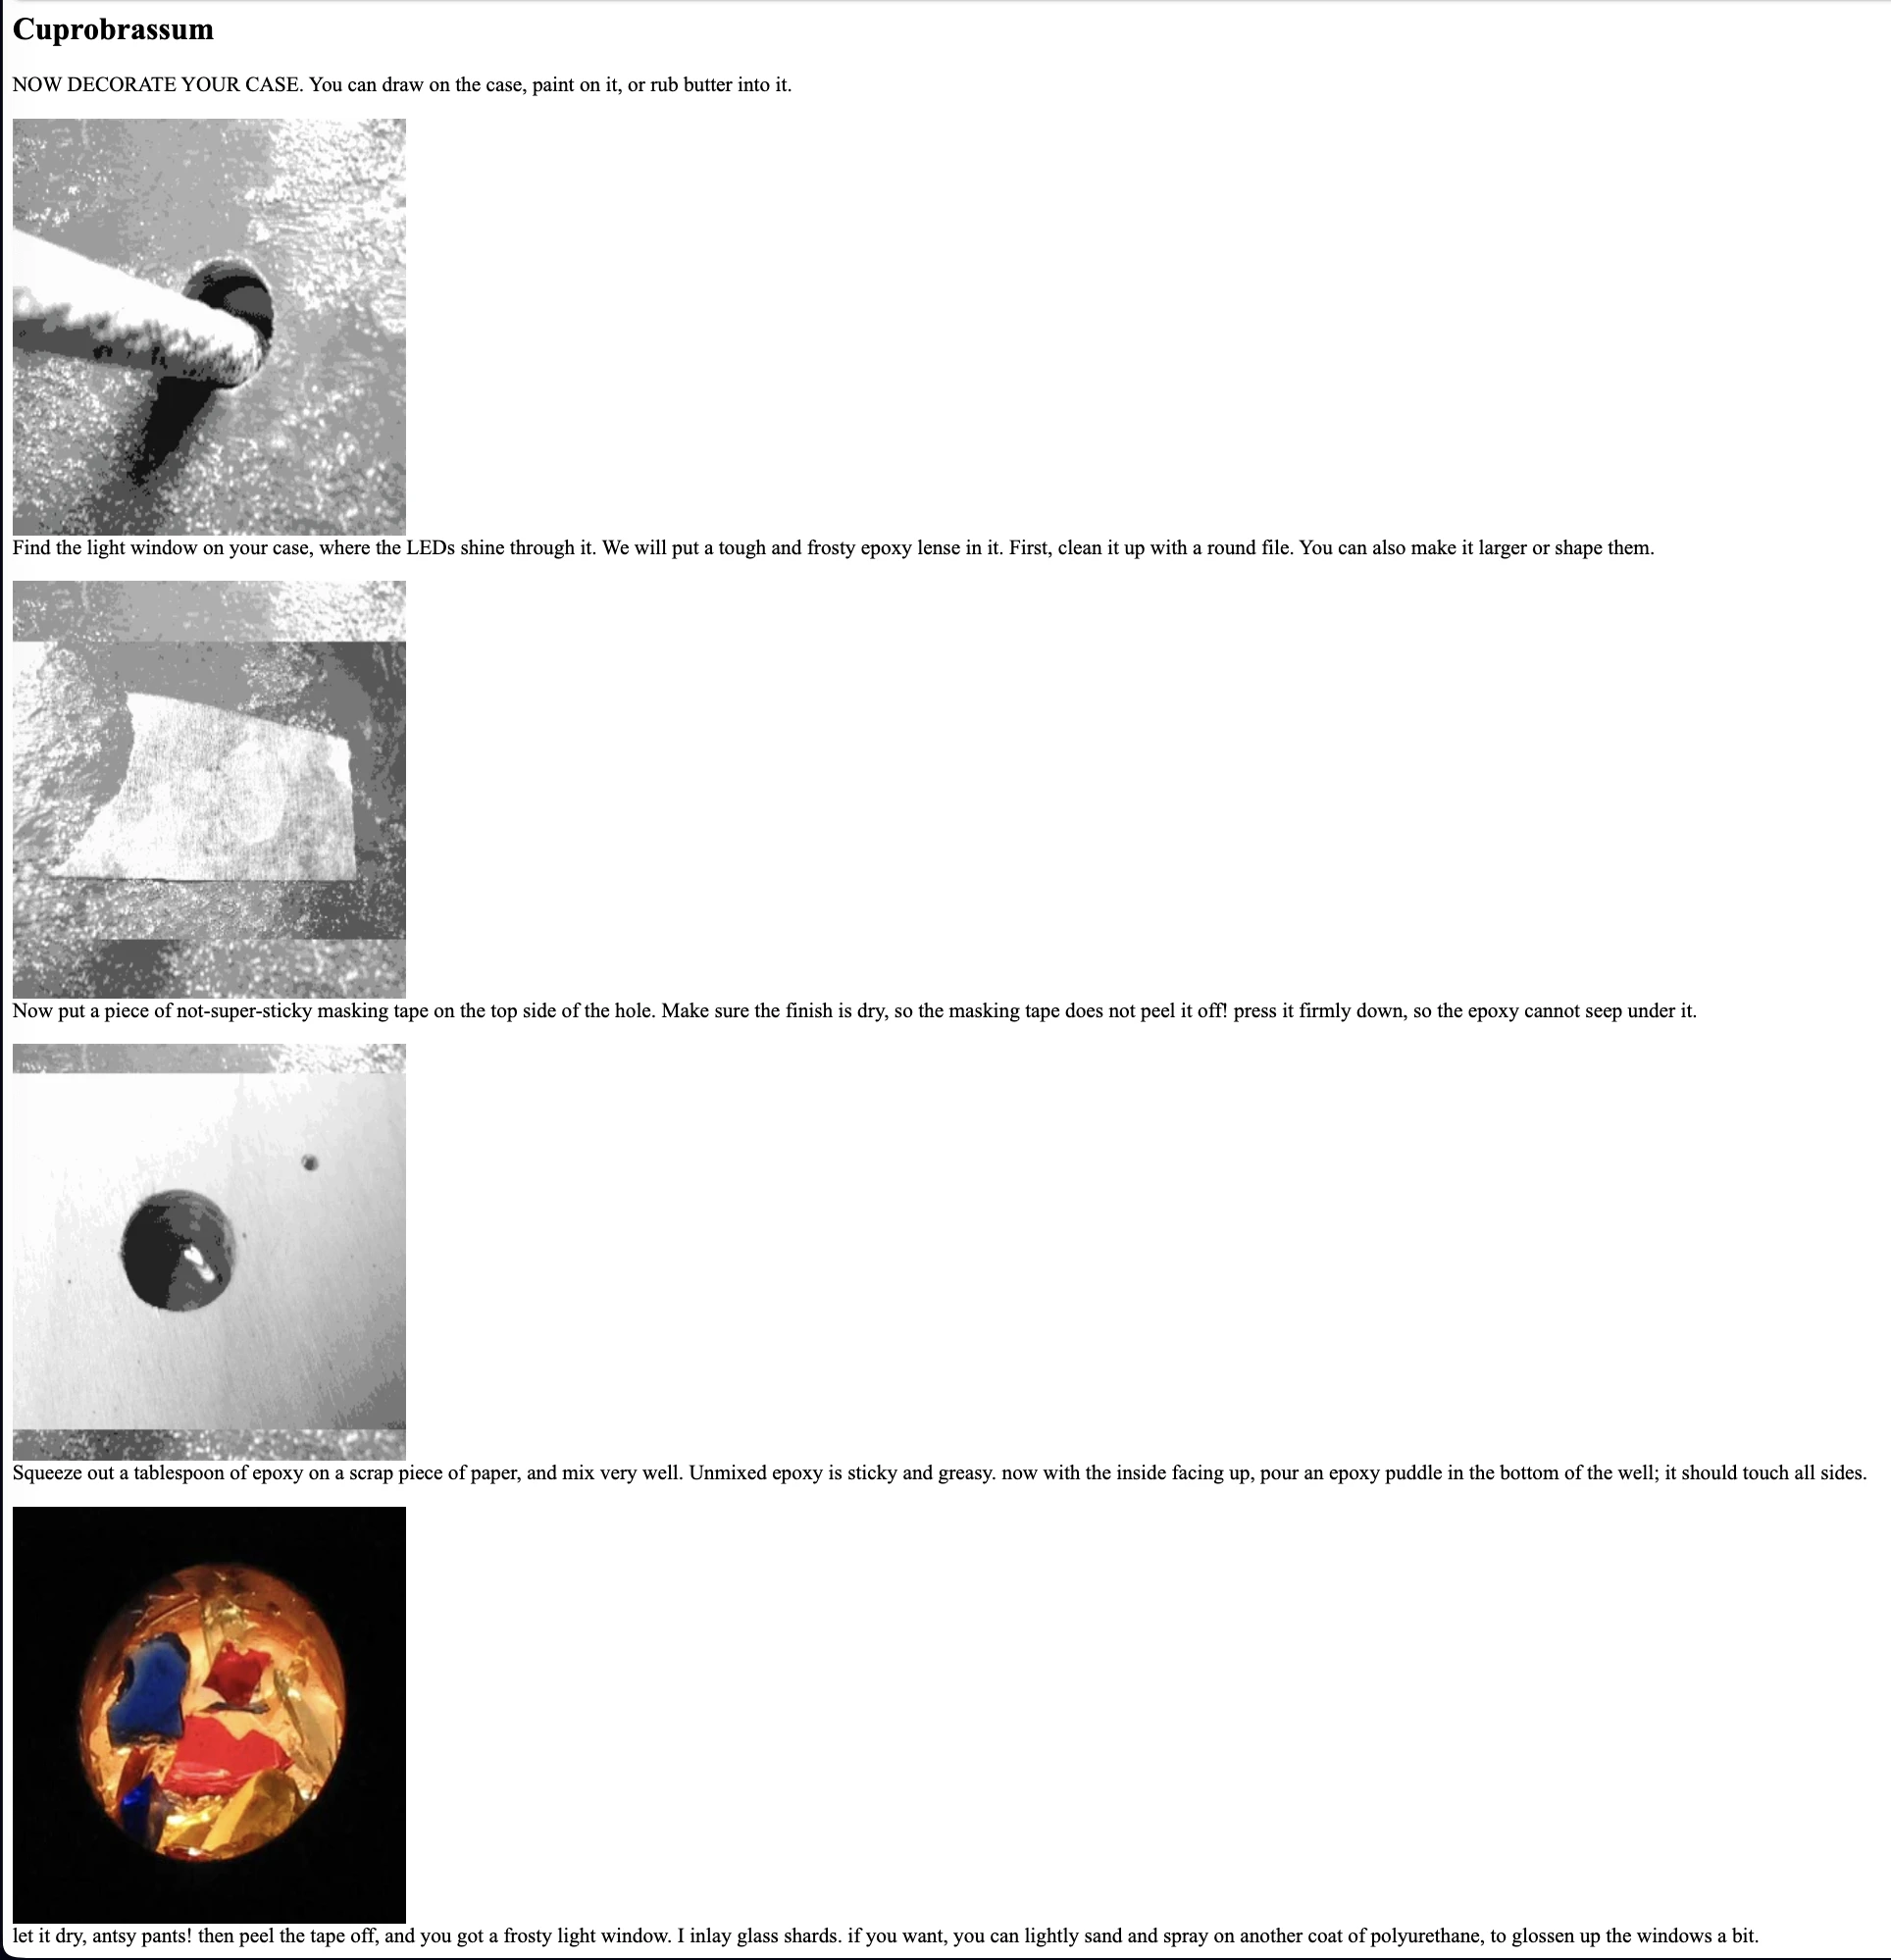 Cuprobrassum
NOW DECORATE YOUR CASE. You can draw on the case, paint on it, or rub butter into it.
Find the light window on your case, where the LEDs shine through it. We will put a tough and frosty epoxy lense in it. First, clean it up with a round file. You can also make it larger or shape them.
Now put a piece of not-super-sticky masking tape on the top side of the hole. Make sure the finish is dry, so the masking tape does not peel it off! press it firmly down, so the epoxy cannot seep under it.
Squeeze out a tablespoon of epoxy on a scrap piece of paper, and mix very well. Unmixed epoxy is sticky and greasy. now with the inside facing up, pour an epoxy puddle in the bottom of the well; it should touch all sides.
let it dry, antsy pants! then peel the tape off, and you got a frosty light window. I inlay glass shards. if you want, you can lightly sand and spray on another coat of polyurethane, to glossen up the windows a bit.